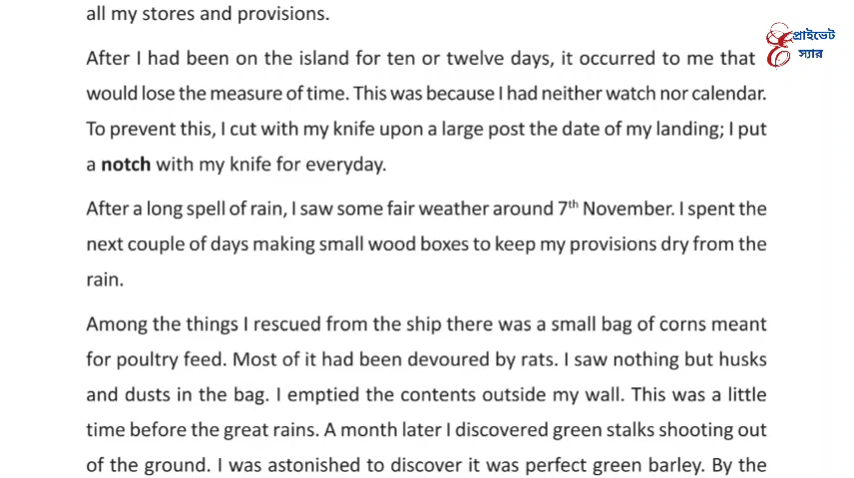 all my stores and provisions.
After I had been on the island for ten or twelve days, it occurred to me that
would lose the measure of time. This was because I had neither watch nor calendar.
To prevent this, I cut with my knife upon a large post the date of my landing; I put
a notch with my knife for everyday.
After a long spell of rain, I saw some fair weather around 7th November. I spent the
next couple of days making small wood boxes to keep my provisions dry from the
rain.
Among the things I rescued from the ship there was a small bag of corns meant
for poultry feed. Most of it had been devoured by rats. I saw nothing but husks
and dusts in the bag. I emptied the contents outside my wall. This was a little
time before the great rains. A month later I discovered green stalks shooting out
of the ground. I was astonished to discover it was perfect green barley. By the
প্রাইভেট
স্যার